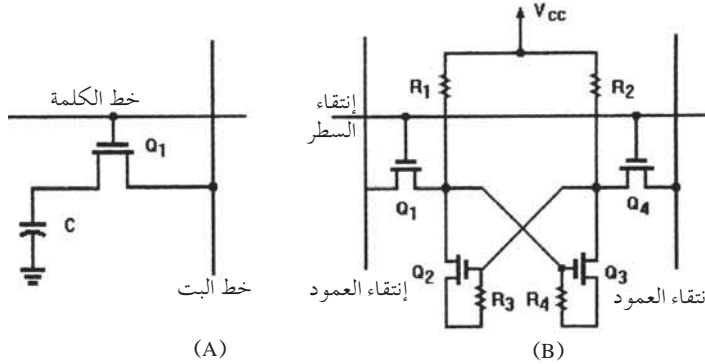 خط الكلمة
Q1
C
خط البت
(A)
VCC
R1
R2
إنتقاء
السطر
Q1
Q4
Q2
Q3
R3
R4
إنتقاء العمود
نتقاء العمود
(B)